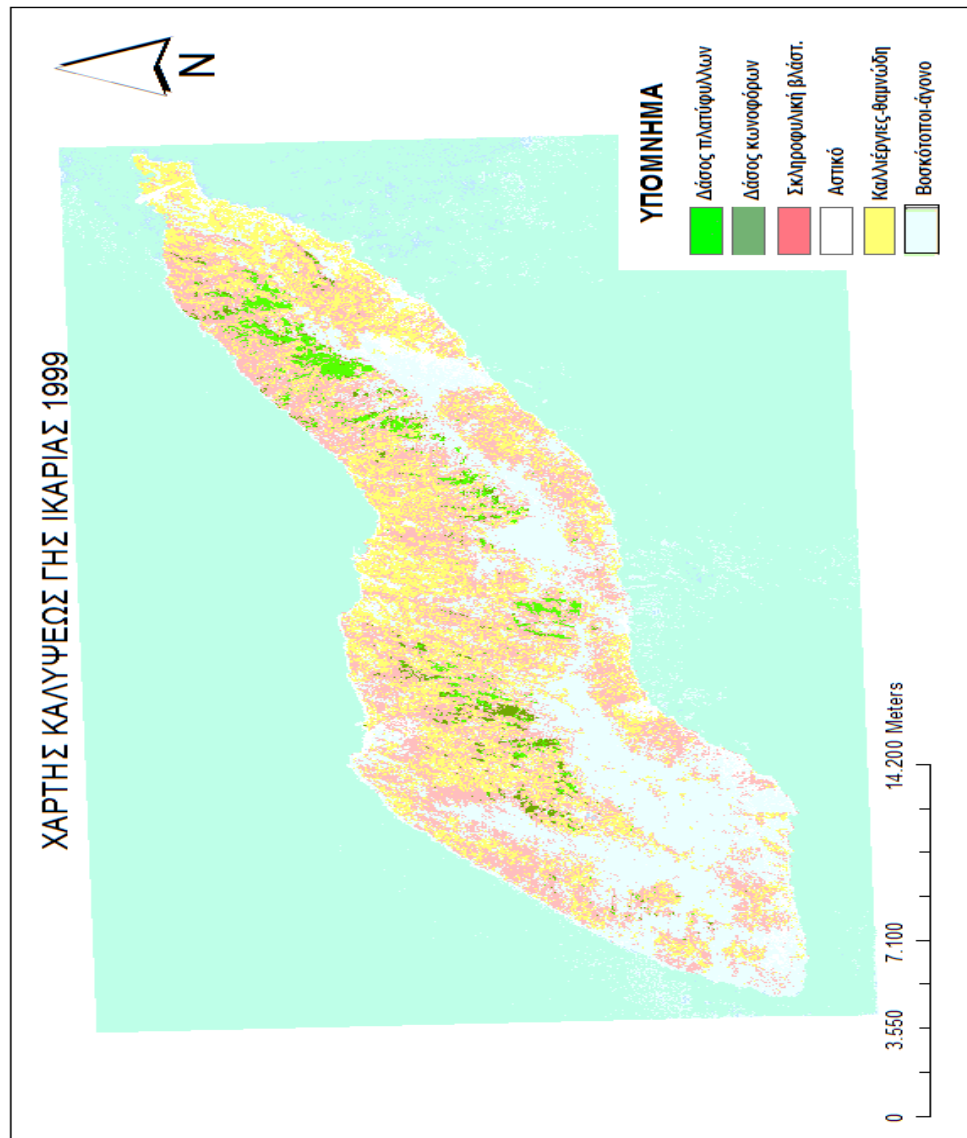 ΧΑΡΤΗΣ ΚΑΛΥΨΕΩΣ ΓΗΣ ΙΚΑΡΙΑΣ 1999
N
ΥΠΟΜΝΗΜΑ
Δάσος πλατύφυλλων
Δάσος κωνοφόρων
Σκληροφυλική βλάστ.
Αστικό
Καλλιέργιες-θαμνώδη
Βοσκότοποι-άγονο
0 3.550 7.100 14.200 Meters